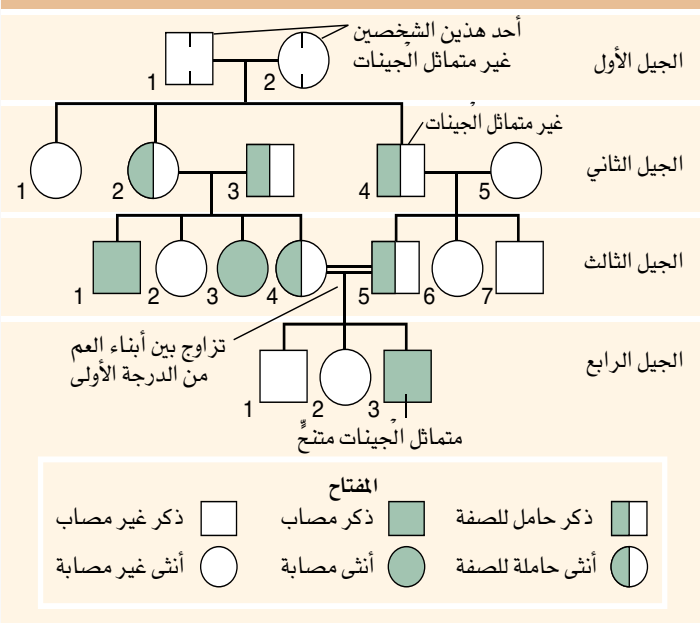 أحد هذين الشخصين
غير متماثل الجينات
الجيل الأول
1
2
غير متماثل الجينات
الجيل الثاني
1
2
3
4
5
الجيل الثالث
1
2
3
4
5
6
7
تزاوج بين أبناء العم
من الدرجة الأولى
الجيل الرابع
1
2
3
متماثل الجينات متنحٍّ
المفتاح
ذكر حامل للصفة
ذكر مصاب
ذكر غير مصاب
أنثى حاملة للصفة
أنثى مصابة
أنثى غير مصابة